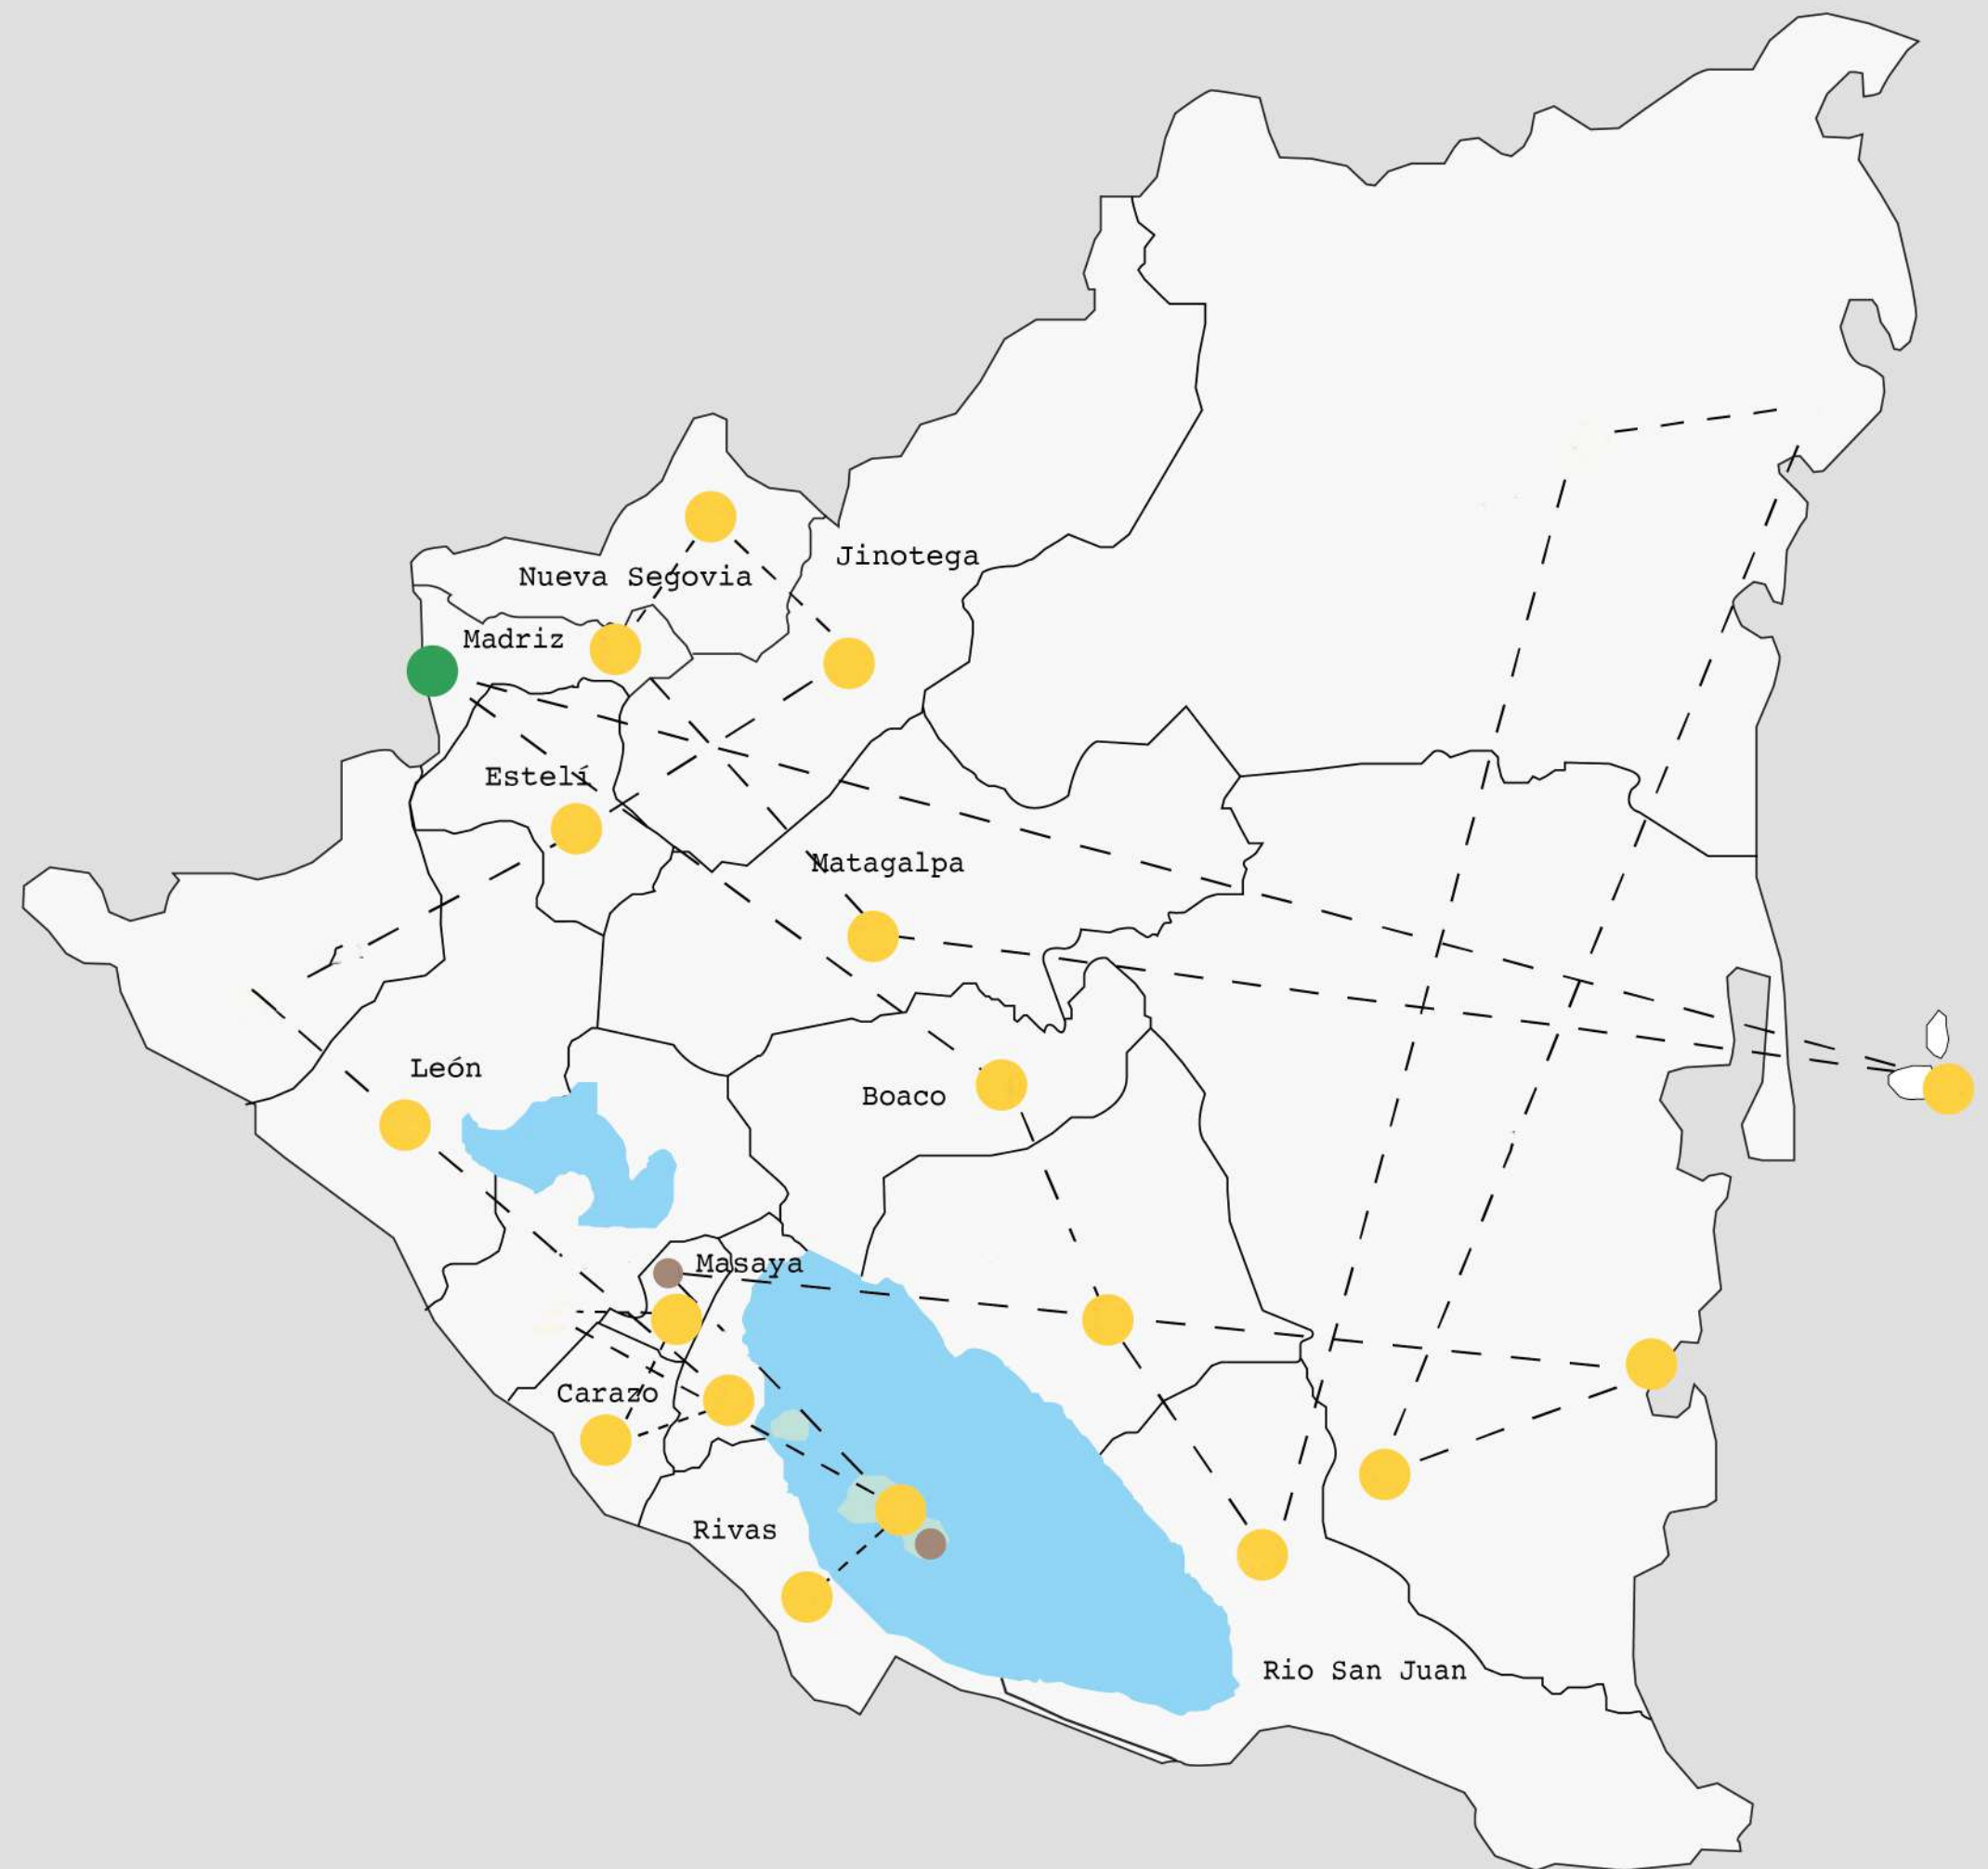 Jinotega
Nueva Segovia
Madriz
Estelí
Matagalpa
León
Boaco
Masaya
Carazo
Rivas
Rio San Juan